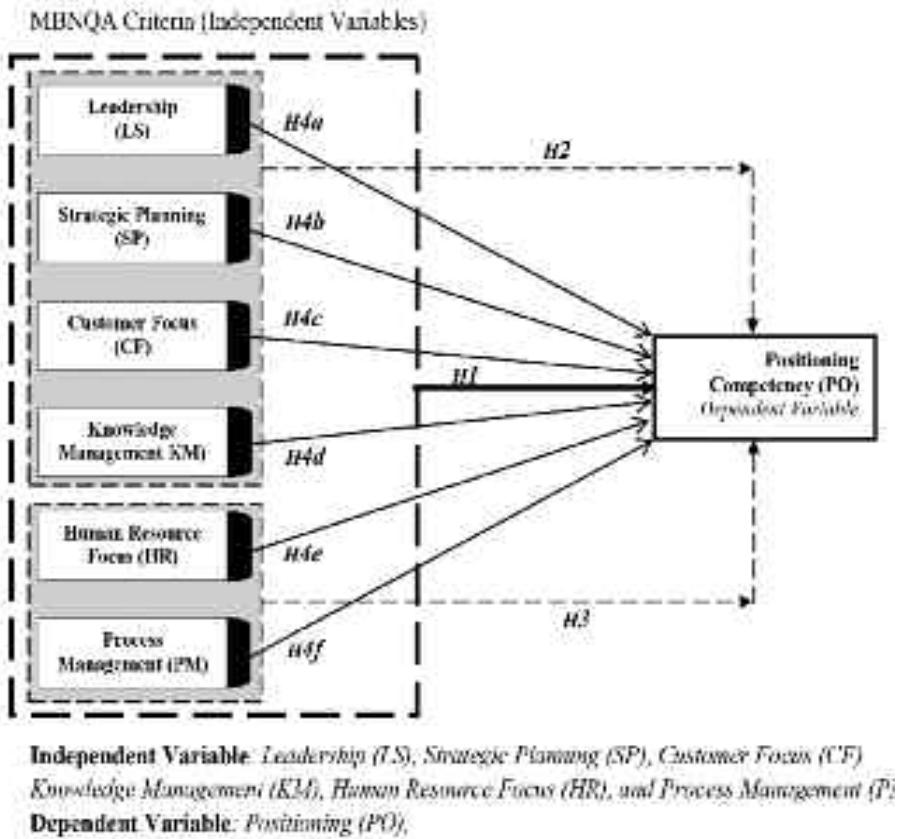 MBNQA Criteria (Independent Variables)
Leadership
(LS)
H4a
H2
Strategic Planning
(SP)
H4b
Customer Focus
(CF)
H4c
H1
Positioning
Competency (PO)
Dependent Variable
Knowledge
Management KM)
H4d
Human Resource
Focus (HR)
H4e
H3
Process
Management (PM)
H4f
Independent Variable: Leadership (LS), Strategic Planning (SP), Customer Focus (CF)
Knowledge Management (KM), Human Resource Focus (HR), and Process Management
Dependent Variable: Positioning (PO),